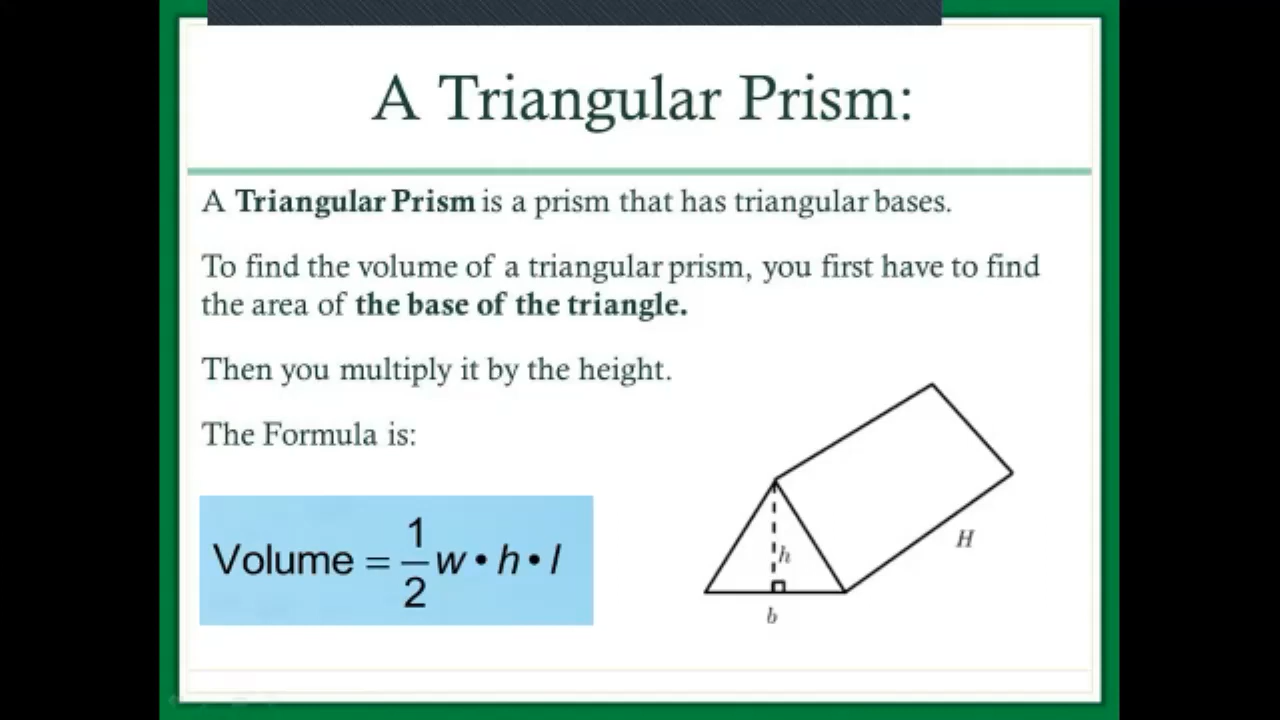 A Triangular Prism:
A Triangular Prism is a prism that has triangular bases.
To find the volume of a triangular prism, you first have to find
the area of the base of the triangle.
Then you multiply it by the height.
The Formula is:
Volume = 1/2 w • h • l
h
H
b